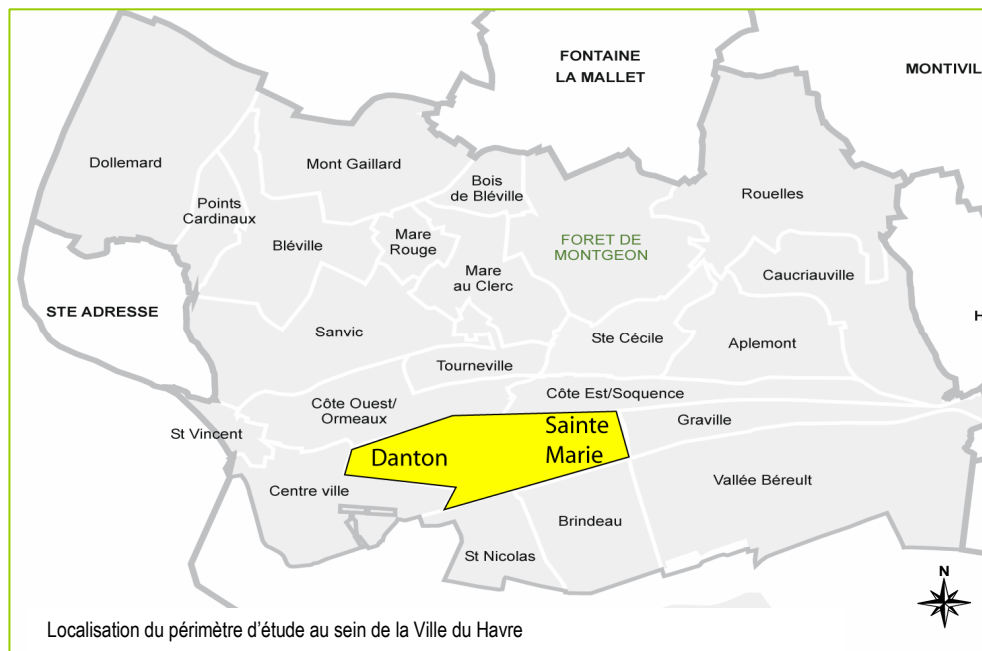 FONTAINE
LA MALLET
MONTIVIL
Dollemard
Mont Gaillard
Bois
de Bléville
Rouelles
Points
Cardinaux
Bléville
Mare
Rouge
FORET DE
MONTGEON
Mare
au Clerc
Caucriauville
STE ADRESSE
H
Sanvic
Ste Cécile
Aplemont
Tourneville
Côte Ouest/
Ormeaux
Côte Est/Soquence
St Vincent
Sainte
Marie
Graville
Danton
Centre ville
Vallée Béreult
Brindeau
St Nicolas
N
Localisation du périmètre d'étude au sein de la Ville du Havre